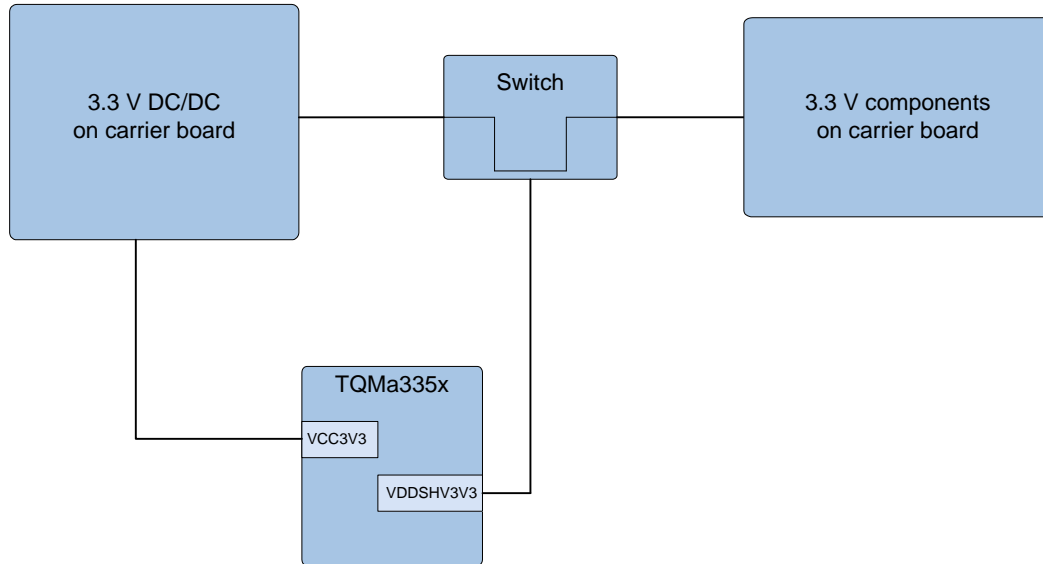 3.3 V DC/DC
on carrier board
Switch
3.3 V components
on carrier board
TQMa335x
VCC3V3
VDDSHV3V3